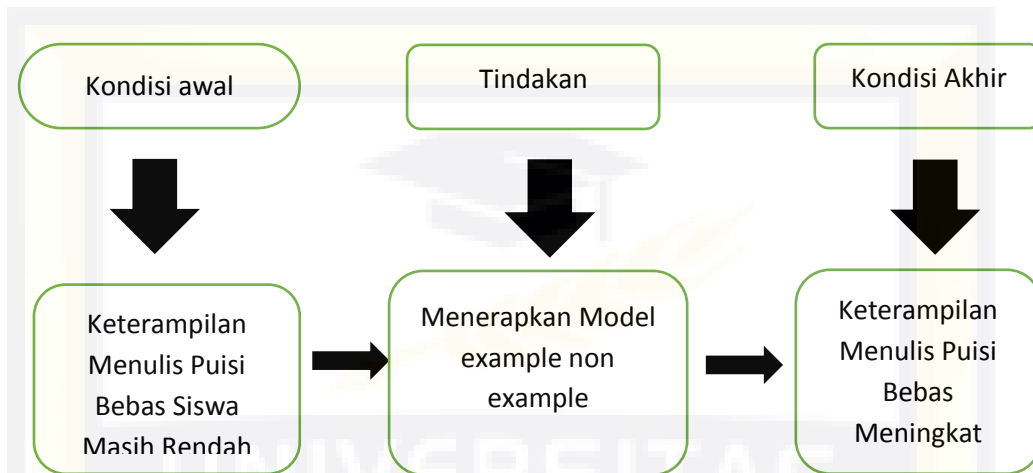 Kondisi awal
Tindakan
Kondisi Akhir
Keterampilan
Menulis Puisi
Bebas Siswa
Masih Rendah
Menerapkan Model
example non
example
Keterampilan
Menulis Puisi
Bebas
Meningkat
UNIVERSITAS